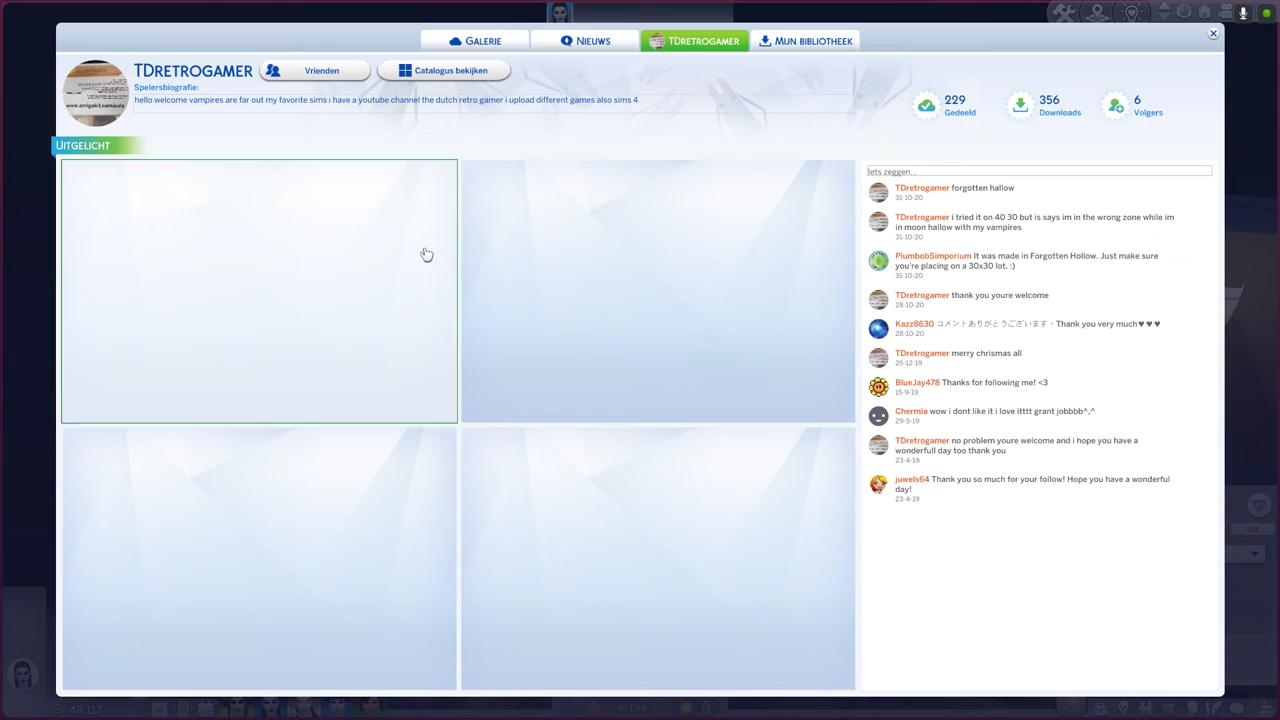 GALERIE
NIEUWS
TDRETROGAMER
MIJN BIBLIOTHEEK
TDRETROGAMER
Vrienden
Catalogus bekijken
Spelersbiografie:
hello welcome vampires are far out my favorite sims i have a youtube channel the dutch retro gamer i upload different games also sims 4
229
Gedeeld
356
Downloads
6
Volgers
UITGELICHT
Iets zeggen...
TDretrogamer forgotten hallow
31-10-20
TDretrogamer i tried it on 40 30 but is says im in the wrong zone while im
in moon hallow with my vampires
31-10-20
PlumbobSimporium It was made in Forgotten Hollow. Just make sure
you're placing on a 30x30 lot. :)
31-10-20
TDretrogamer thank you youre welcome
28-10-20
Kazz8630 コメントありがとうございます。Thank you very much♥♥♥
28-10-20
TDretrogamer merry chrismas all
25-12-19
BlueJay478 Thanks for following me! <3
15-9-19
Chermia wow i dont like it i love itttt grant jobbbb^,^
29-5-19
TDretrogamer no problem youre welcome and i hope you have a
wonderfull day too thank you
23-4-19
juwels64 Thank you so much for your follow! Hope you have a wonderful
day!
23-4-19
www.amigakit.com/aula
S 48.117
do 1:58